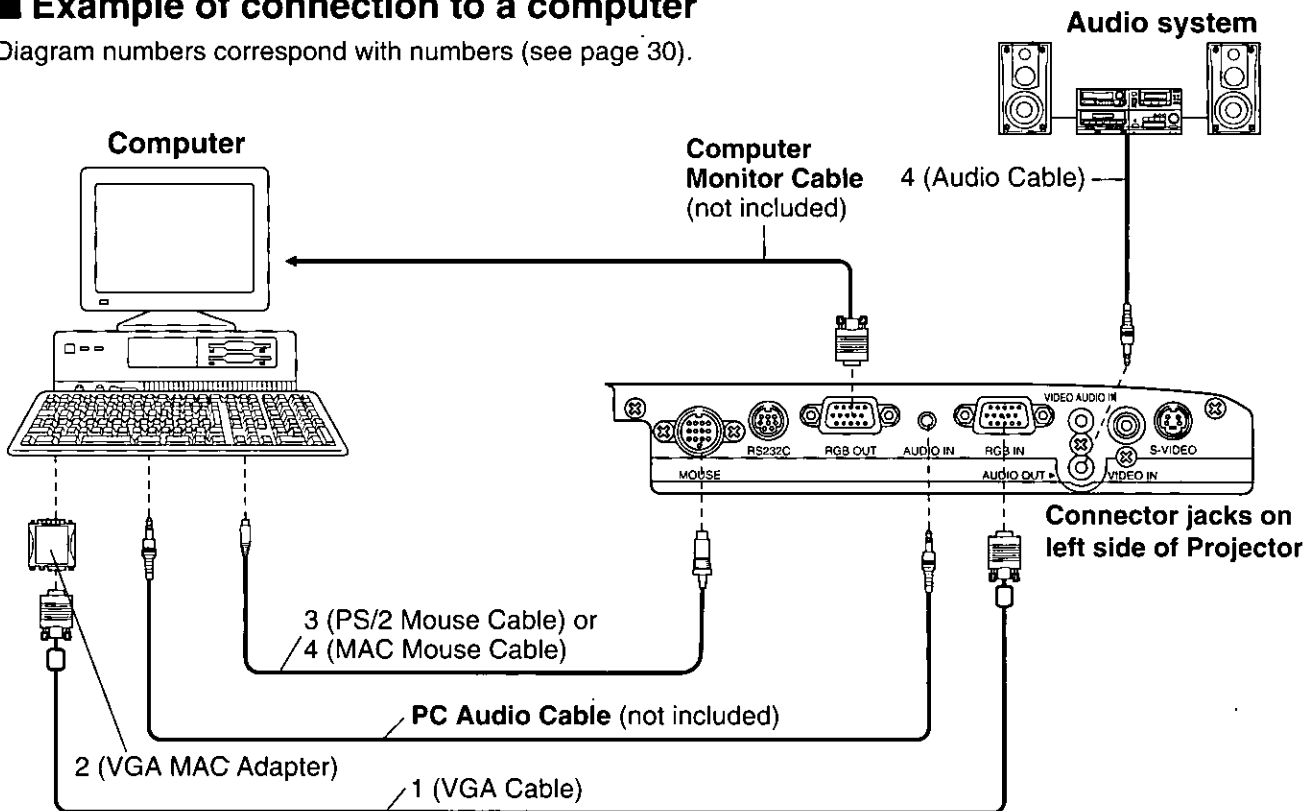 ■ Example of connection to a computer
Diagram numbers correspond with numbers (see page 30).
Audio system
Computer
Computer
Monitor Cable
(not included)
4 (Audio Cable)
VIDEO AUDIO IN
RS232C
RGB OUT
AUDIO IN
RGB IN
S-VIDEO
MOUSE
AUDIO OUT ▶
VIDEO IN
Connector jacks on
left side of Projector
3 (PS/2 Mouse Cable) or
4 (MAC Mouse Cable)
PC Audio Cable (not included)
2 (VGA MAC Adapter)
1 (VGA Cable)